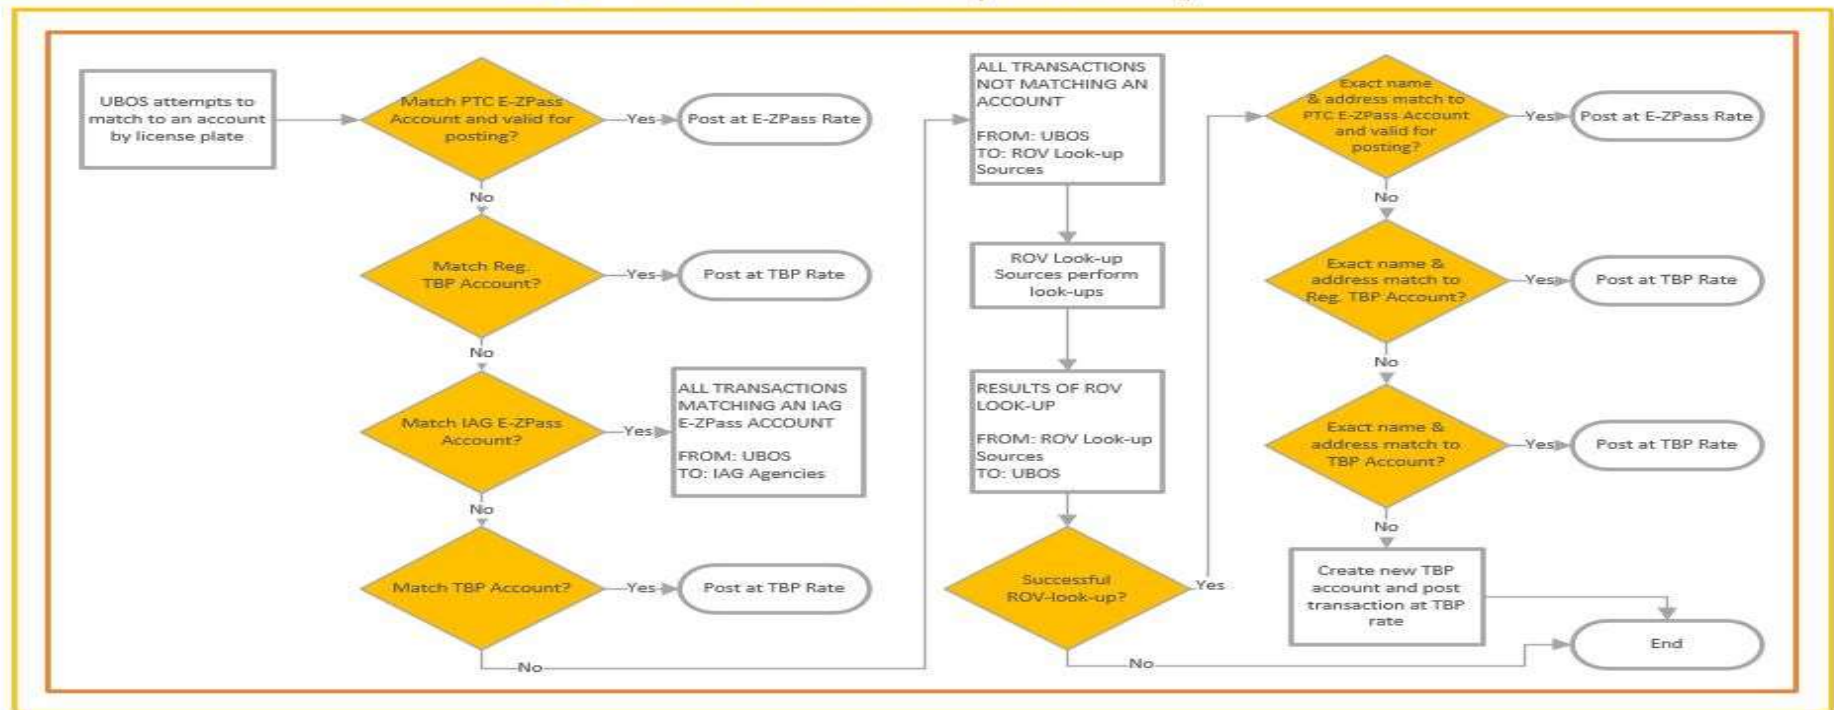 UBOS attempts to
match to an account
by license plate
Match PTC E-ZPass
Account and valid for
posting?
Yes
Post at E-ZPass Rate
No
Match Reg.
TBP Account?
Yes
Post at TBP Rate
No
Match IAG E-ZPass
Account?
Yes
ALL TRANSACTIONS
MATCHING AN IAG
E-ZPass ACCOUNT
FROM: UBOS
TO: IAG Agencies
No
Match TBP Account?
Yes
Post at TBP Rate
No
ALL TRANSACTIONS
NOT MATCHING AN
ACCOUNT
FROM: UBOS
TO: ROV Look-up
Sources
ROV Look-up
Sources perform
look-ups
RESULTS OF ROV
LOOK-UP
FROM: ROV Look-up
Sources
TO: UBOS
Successful
ROV-look-up?
Yes
No
Exact name
& address match to
PTC E-ZPass Account
and valid for
posting?
Yes
Post at E-ZPass Rate
No
Exact name &
address match to
Reg. TBP Account?
Yes
Post at TBP Rate
No
Exact name &
address match to
TBP Account?
Yes
Post at TBP Rate
No
Create new TBP
account and post
transaction at TBP
rate
End